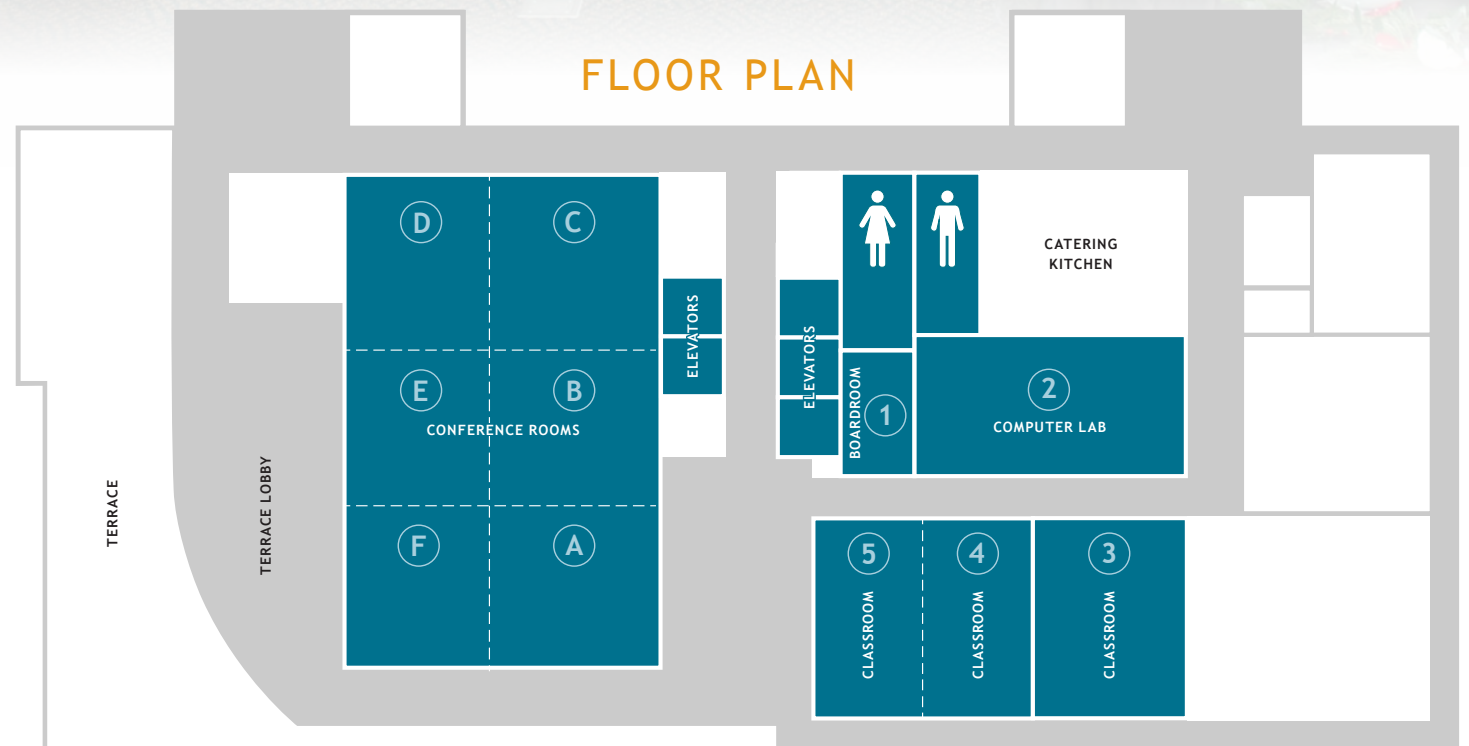 FLOOR PLAN
D
C
CATERING
KITCHEN
ELEVATORS
ELEVATORS
E
B
CONFERENCE ROOMS
BOARDROOM
1
2
COMPUTER LAB
TERRACE
TERRACE LOBBY
F
A
5
CLASSROOM
4
CLASSROOM
3
CLASSROOM